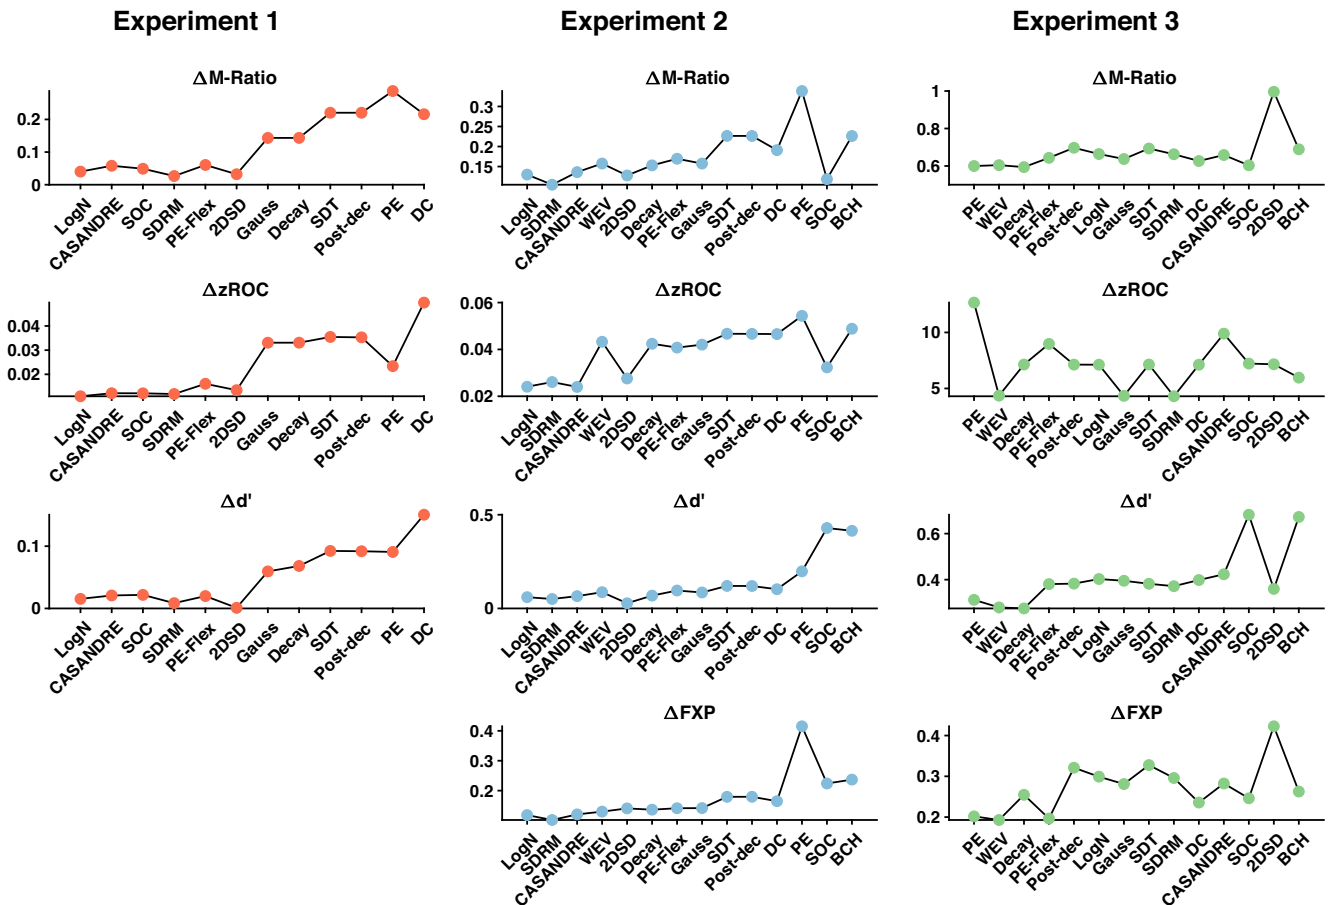 Experiment 1
Experiment 2
Experiment 3
ΔM-Ratio
0.2
0.1
0
LogN
CASANDRE
SOC
SDRM
PE-Flex
2DSD
Gauss
Decay
SDT
Post-dec
PE
DC
ΔM-Ratio
0.3
0.25
0.2
0.15
LogN
SDRM
CASANDRE
WEV
2DSD
Decay
PE-Flex
Gauss
SDT
Post-dec
DC
PE
SOC
BCH
ΔM-Ratio
1
0.8
0.6
PE
WEV
Decay
PE-Flex
Post-dec
LogN
Gauss
SDT
SDRM
DC
CASANDRE
SOC
2DSD
BCH
ΔzROC
0.04
0.03
0.02
LogN
CASANDRE
SOC
SDRM
PE-Flex
2DSD
Gauss
Decay
SDT
Post-dec
PE
DC
ΔzROC
0.06
0.04
0.02
LogN
SDRM
CASANDRE
WEV
2DSD
Decay
PE-Flex
Gauss
SDT
Post-dec
DC
PE
SOC
BCH
ΔzROC
10
5
PE
WEV
Decay
PE-Flex
Post-dec
LogN
Gauss
SDT
SDRM
DC
CASANDRE
SOC
2DSD
BCH
Δd'
0.1
0
LogN
CASANDRE
SOC
SDRM
PE-Flex
2DSD
Gauss
Decay
SDT
Post-dec
PE
DC
Δd'
0.5
0
LogN
SDRM
CASANDRE
WEV
2DSD
Decay
PE-Flex
Gauss
SDT
Post-dec
DC
PE
SOC
BCH
Δd'
0.6
0.4
PE
WEV
Decay
PE-Flex
Post-dec
LogN
Gauss
SDT
SDRM
DC
CASANDRE
SOC
2DSD
BCH
ΔFXP
0.4
0.3
0.2
LogN
SDRM
CASANDRE
WEV
2DSD
Decay
PE-Flex
Gauss
SDT
Post-dec
DC
PE
SOC
BCH
ΔFXP
0.4
0.3
0.2
PE
WEV
Decay
PE-Flex
Post-dec
LogN
Gauss
SDT
SDRM
DC
CASANDRE
SOC
2DSD
BCH